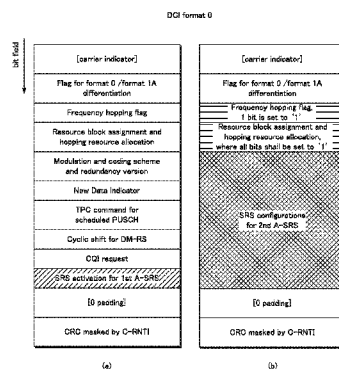 DCI format 0
bit field
[carrier indicator]
Flag for format 0 /format 1A
differentiation
Frequency hopping flag
Resource block assignment and
hopping resource allocation
Modulation and coding scheme
and redundancy version
New Data Indicator
TPC command for
scheduled PUSCH
Cyclic shift for DM-RS
CQI request
SRS activation for 1st A-SRS
[0 padding]
CRC masked by C-RNTI
(a)
[carrier indicator]
Flag for format 0 /format 1A
differentiation
Frequency hopping flag,
1 bit is set to '1'
Resource block assignment, and
hopping resource allocation,
where all bits shall be set to '1'
SRS configurations
for 2nd A-SRS
[0 padding]
CRC masked by C-RNTI
(b)